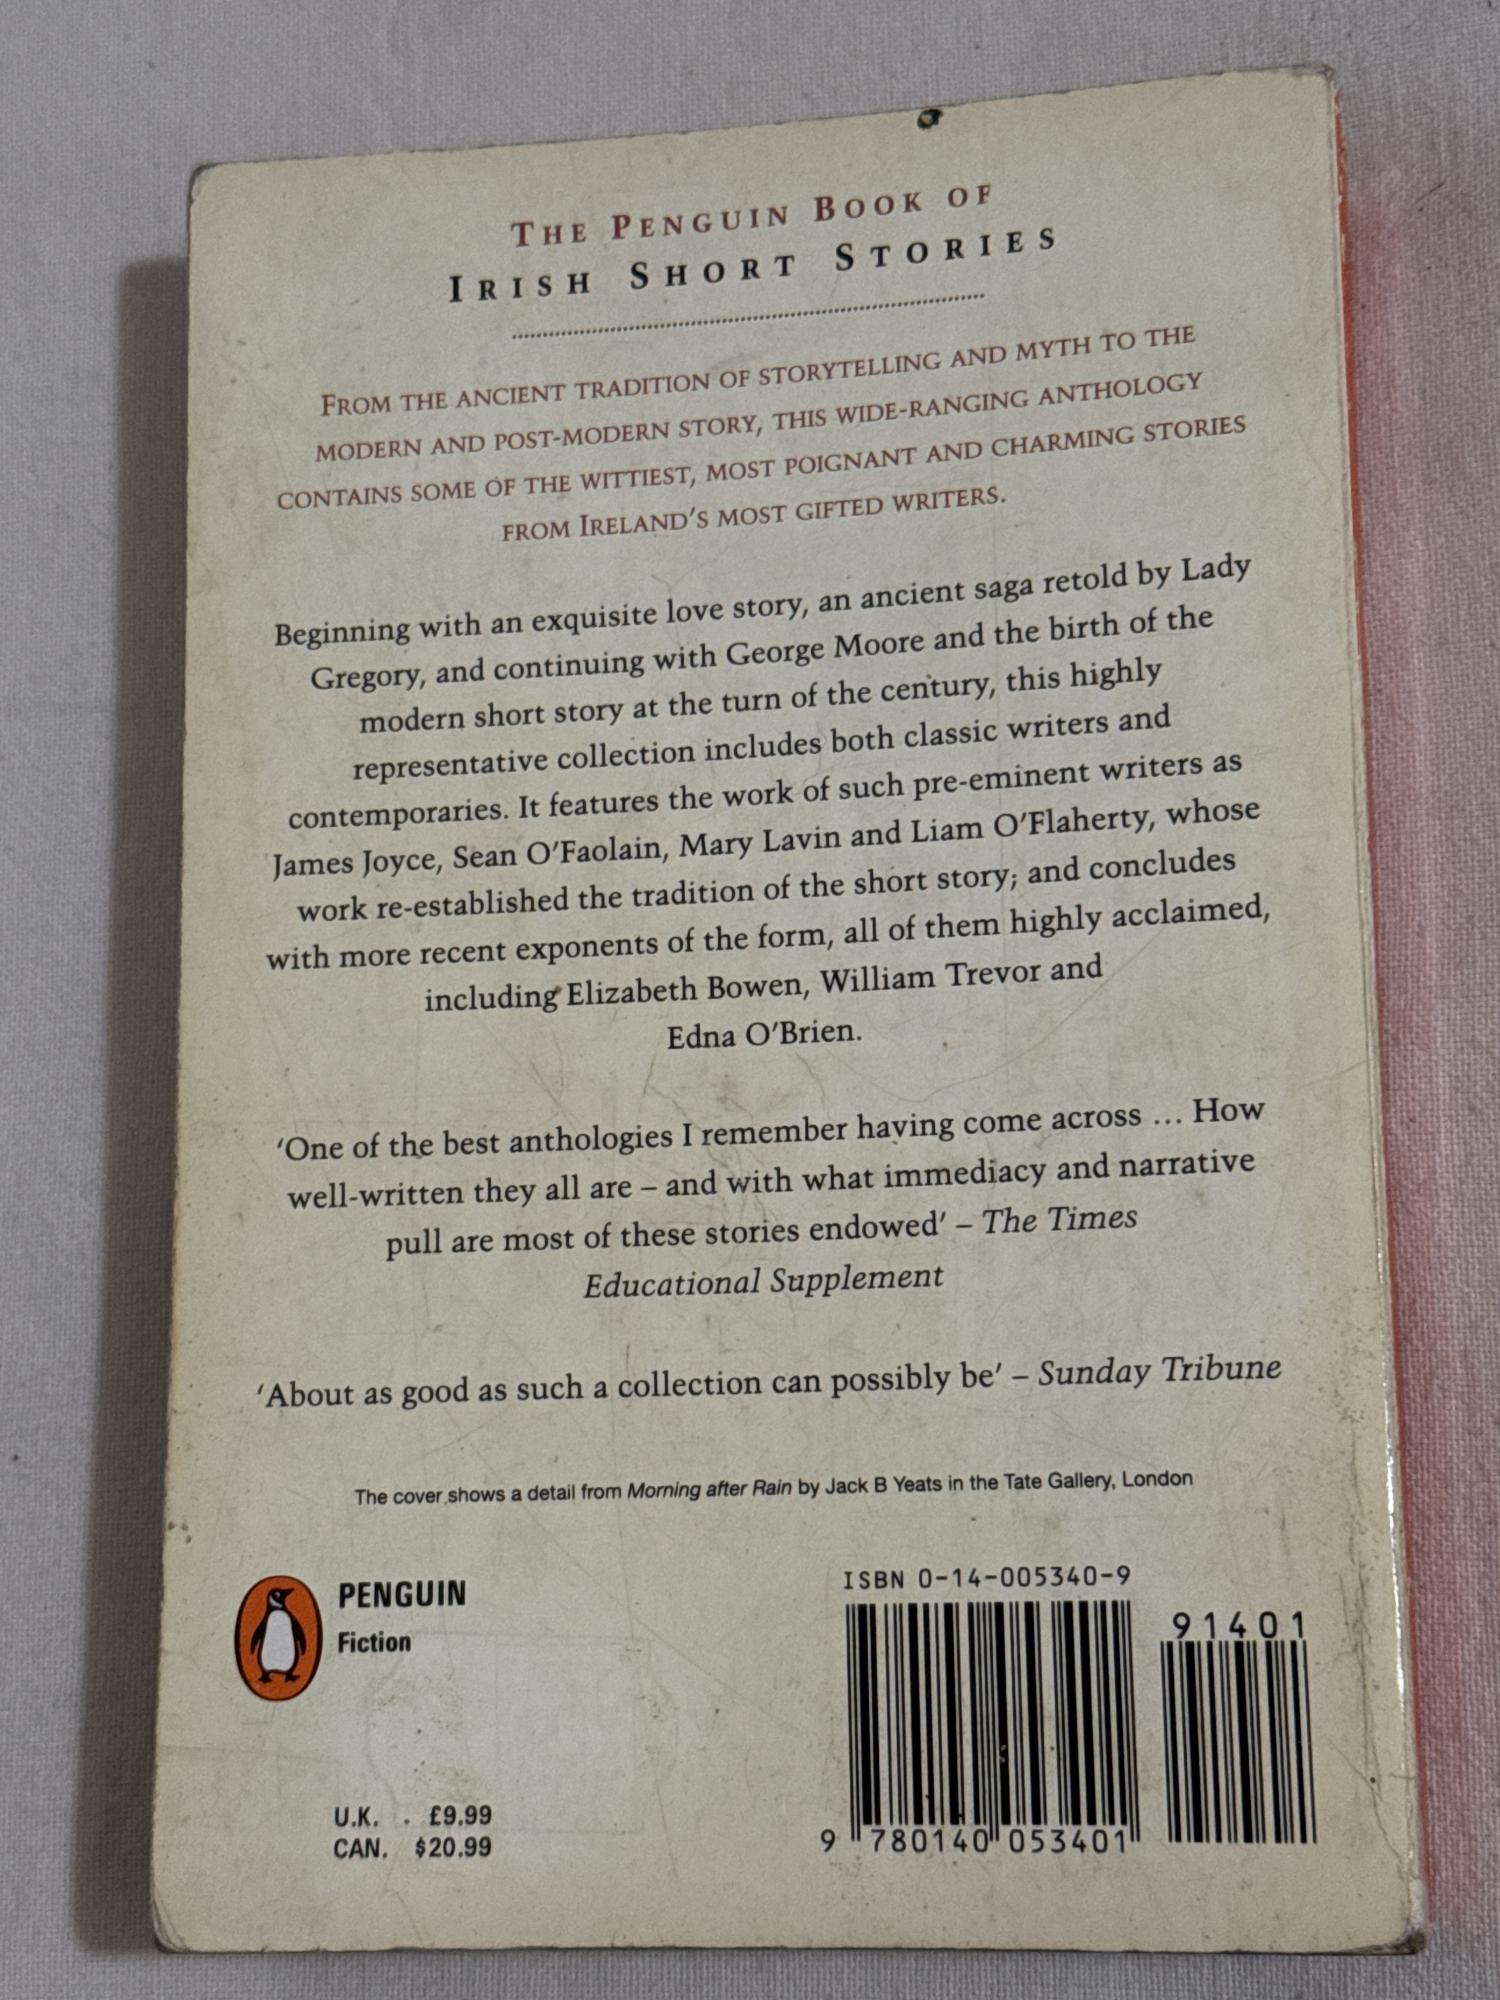 THE PENGUIN BOOK OF
IRISH SHORT STORIES
FROM THE ANCIENT TRADITION OF STORYTELLING AND MYTH TO THE
MODERN AND POST-MODERN STORY, THIS WIDE-RANGING ANTHOLOGY
CONTAINS SOME OF THE WITTIEST, MOST POIGNANT AND CHARMING STORIES
FROM IRELAND'S MOST GIFTED WRITERS.
Beginning with an exquisite love story, an ancient saga retold by Lady
Gregory, and continuing with George Moore and the birth of the
modern short story at the turn of the century, this highly
representative collection includes both classic writers and
contemporaries. It features the work of such pre-eminent writers as
James Joyce, Sean O'Faolain, Mary Lavin and Liam O'Flaherty, whose
work re-established the tradition of the short story; and concludes
with more recent exponents of the form, all of them highly acclaimed,
including Elizabeth Bowen, William Trevor and
Edna O'Brien.
'One of the best anthologies I remember having come across … How
well-written they all are – and with what immediacy and narrative
pull are most of these stories endowed' – The Times
Educational Supplement
'About as good as such a collection can possibly be' – Sunday Tribune
The cover shows a detail from Morning after Rain by Jack B Yeats in the Tate Gallery, London
PENGUIN
Fiction
U.K. £9.99
CAN. $20.99
ISBN 0-14-005340-9
91401
9 780140 053401